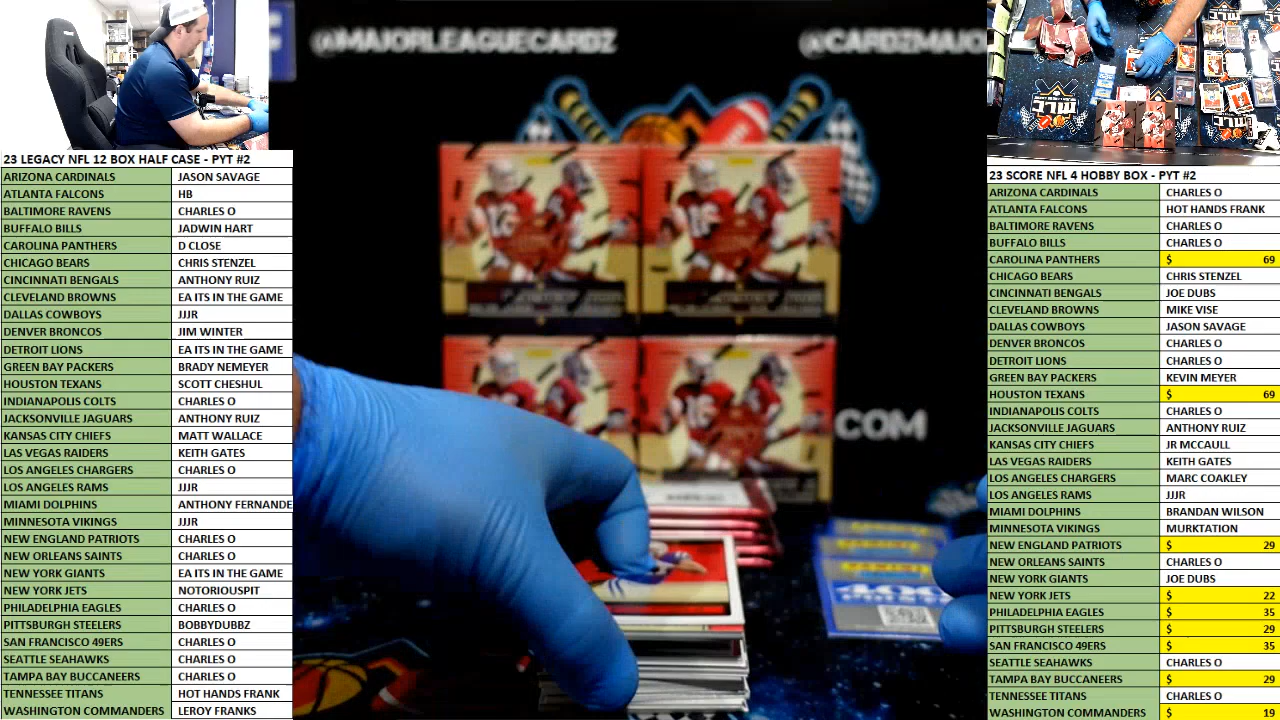 @MAJORLEAGUECARDZ
@CARDZMAJO
23 LEGACY NFL 12 BOX HALF CASE - PYT #2
ARIZONA CARDINALS JASON SAVAGE
ATLANTA FALCONS HB
BALTIMORE RAVENS CHARLES O
BUFFALO BILLS JADWIN HART
CAROLINA PANTHERS D CLOSE
CHICAGO BEARS CHRIS STENZEL
CINCINNATI BENGALS ANTHONY RUIZ
CLEVELAND BROWNS EA ITS IN THE GAME
DALLAS COWBOYS JJJR
DENVER BRONCOS JIM WINTER
DETROIT LIONS EA ITS IN THE GAME
GREEN BAY PACKERS BRADY NEMEYER
HOUSTON TEXANS SCOTT CHESHUL
INDIANAPOLIS COLTS CHARLES O
JACKSONVILLE JAGUARS ANTHONY RUIZ
KANSAS CITY CHIEFS MATT WALLACE
LAS VEGAS RAIDERS KEITH GATES
LOS ANGELES CHARGERS CHARLES O
LOS ANGELES RAMS JJJR
MIAMI DOLPHINS ANTHONY FERNANDE
MINNESOTA VIKINGS JJJR
NEW ENGLAND PATRIOTS CHARLES O
NEW ORLEANS SAINTS CHARLES O
NEW YORK GIANTS EA ITS IN THE GAME
NEW YORK JETS NOTORIOUSPIT
PHILADELPHIA EAGLES CHARLES O
PITTSBURGH STEELERS BOBBYDUBBZ
SAN FRANCISCO 49ERS CHARLES O
SEATTLE SEAHAWKS CHARLES O
TAMPA BAY BUCCANEERS CHARLES O
TENNESSEE TITANS HOT HANDS FRANK
WASHINGTON COMMANDERS LEROY FRANKS
.COM
23 SCORE NFL 4 HOBBY BOX - PYT #2
ARIZONA CARDINALS CHARLES O
ATLANTA FALCONS HOT HANDS FRANK
BALTIMORE RAVENS CHARLES O
BUFFALO BILLS CHARLES O
CAROLINA PANTHERS $ 69
CHICAGO BEARS CHRIS STENZEL
CINCINNATI BENGALS JOE DUBS
CLEVELAND BROWNS MIKE VISE
DALLAS COWBOYS JASON SAVAGE
DENVER BRONCOS CHARLES O
DETROIT LIONS CHARLES O
GREEN BAY PACKERS KEVIN MEYER
HOUSTON TEXANS $ 69
INDIANAPOLIS COLTS CHARLES O
JACKSONVILLE JAGUARS ANTHONY RUIZ
KANSAS CITY CHIEFS JR MCCAULL
LAS VEGAS RAIDERS KEITH GATES
LOS ANGELES CHARGERS MARC COAKLEY
LOS ANGELES RAMS JJJR
MIAMI DOLPHINS BRANDAN WILSON
MINNESOTA VIKINGS MURKTATION
NEW ENGLAND PATRIOTS $ 29
NEW ORLEANS SAINTS CHARLES O
NEW YORK GIANTS JOE DUBS
NEW YORK JETS $ 22
PHILADELPHIA EAGLES $ 35
PITTSBURGH STEELERS $ 29
SAN FRANCISCO 49ERS $ 35
SEATTLE SEAHAWKS CHARLES O
TAMPA BAY BUCCANEERS $ 29
TENNESSEE TITANS CHARLES O
WASHINGTON COMMANDERS $ 19